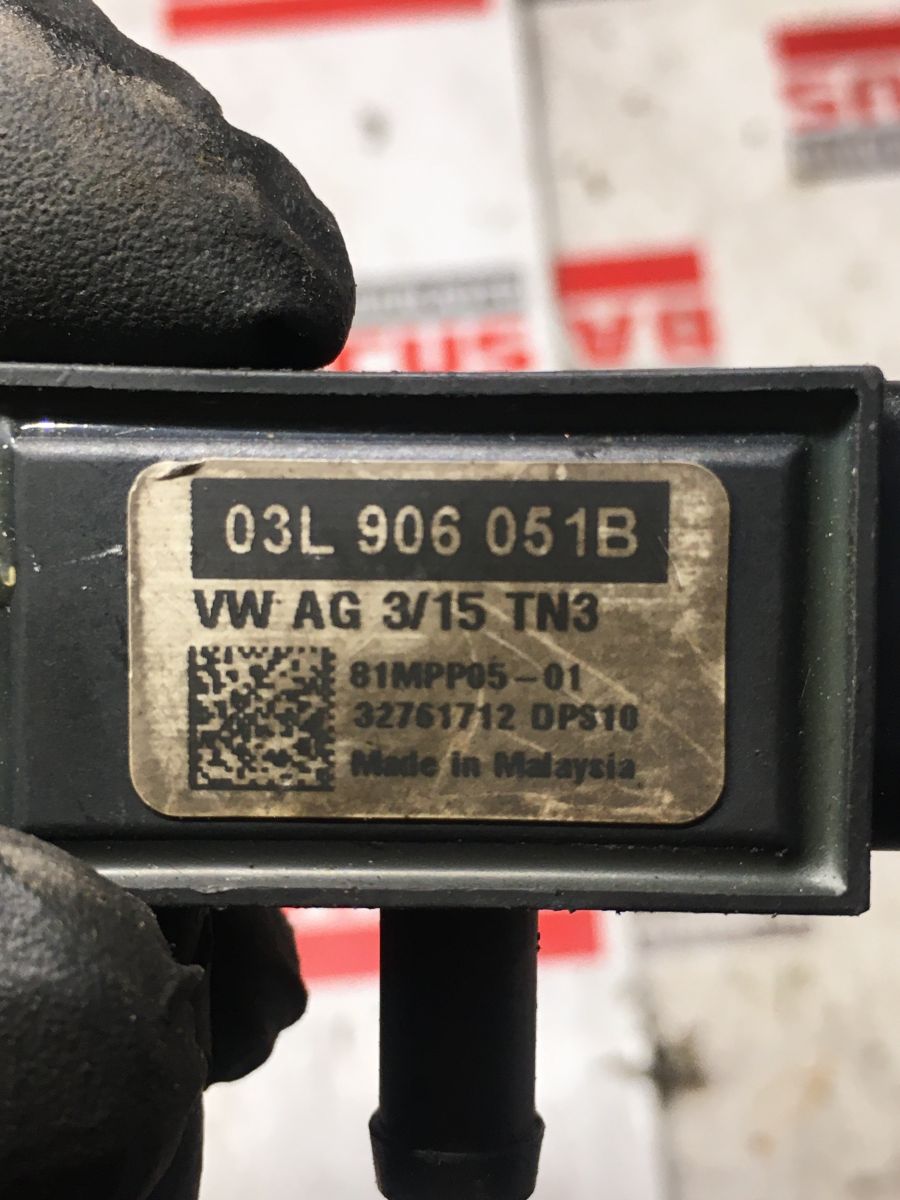 03L 906 051B
VW AG 3/15 TN3
81MPP05-01
32761712 DPS10
Made in Malaysia